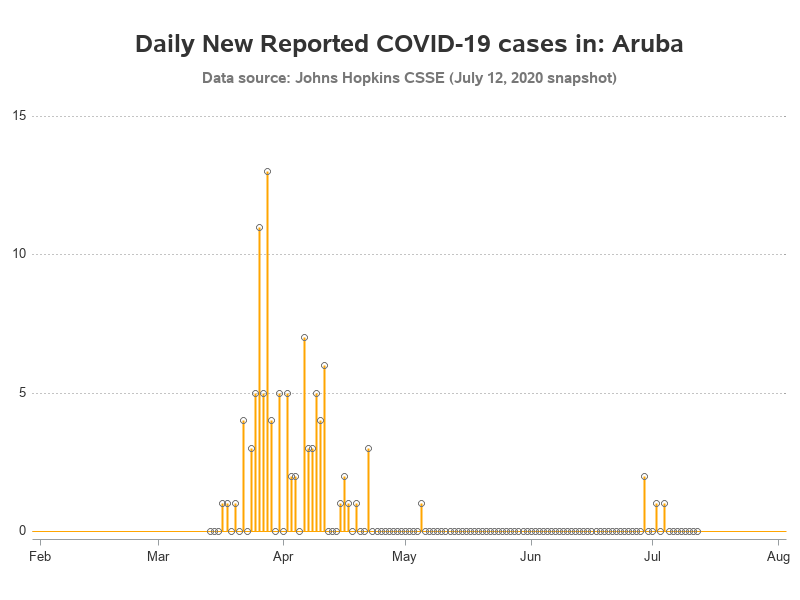 Daily New Reported COVID-19 cases in: Aruba
Data source: Johns Hopkins CSSE (July 12, 2020 snapshot)
15
10
5
0
Feb Mar Apr May Jun Jul Aug